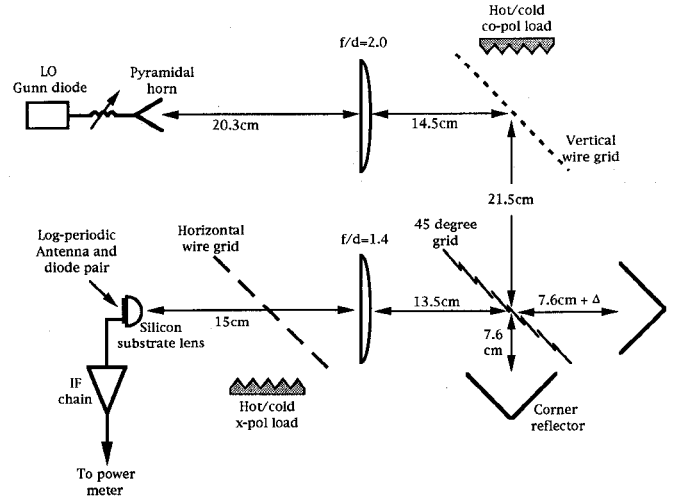 Hot/cold
co-pol load
f/d=2.0
LO
Gunn diode
Pyramidal
horn
20.3cm
14.5cm
Vertical
wire grid
21.5cm
Log-periodic
Antenna and
diode pair
Horizontal
wire grid
f/d=1.4
45 degree
grid
15cm
13.5cm
7.6cm + Δ
Silicon
substrate lens
7.6
cm
IF
chain
Hot/cold
x-pol load
Corner
reflector
To power
meter